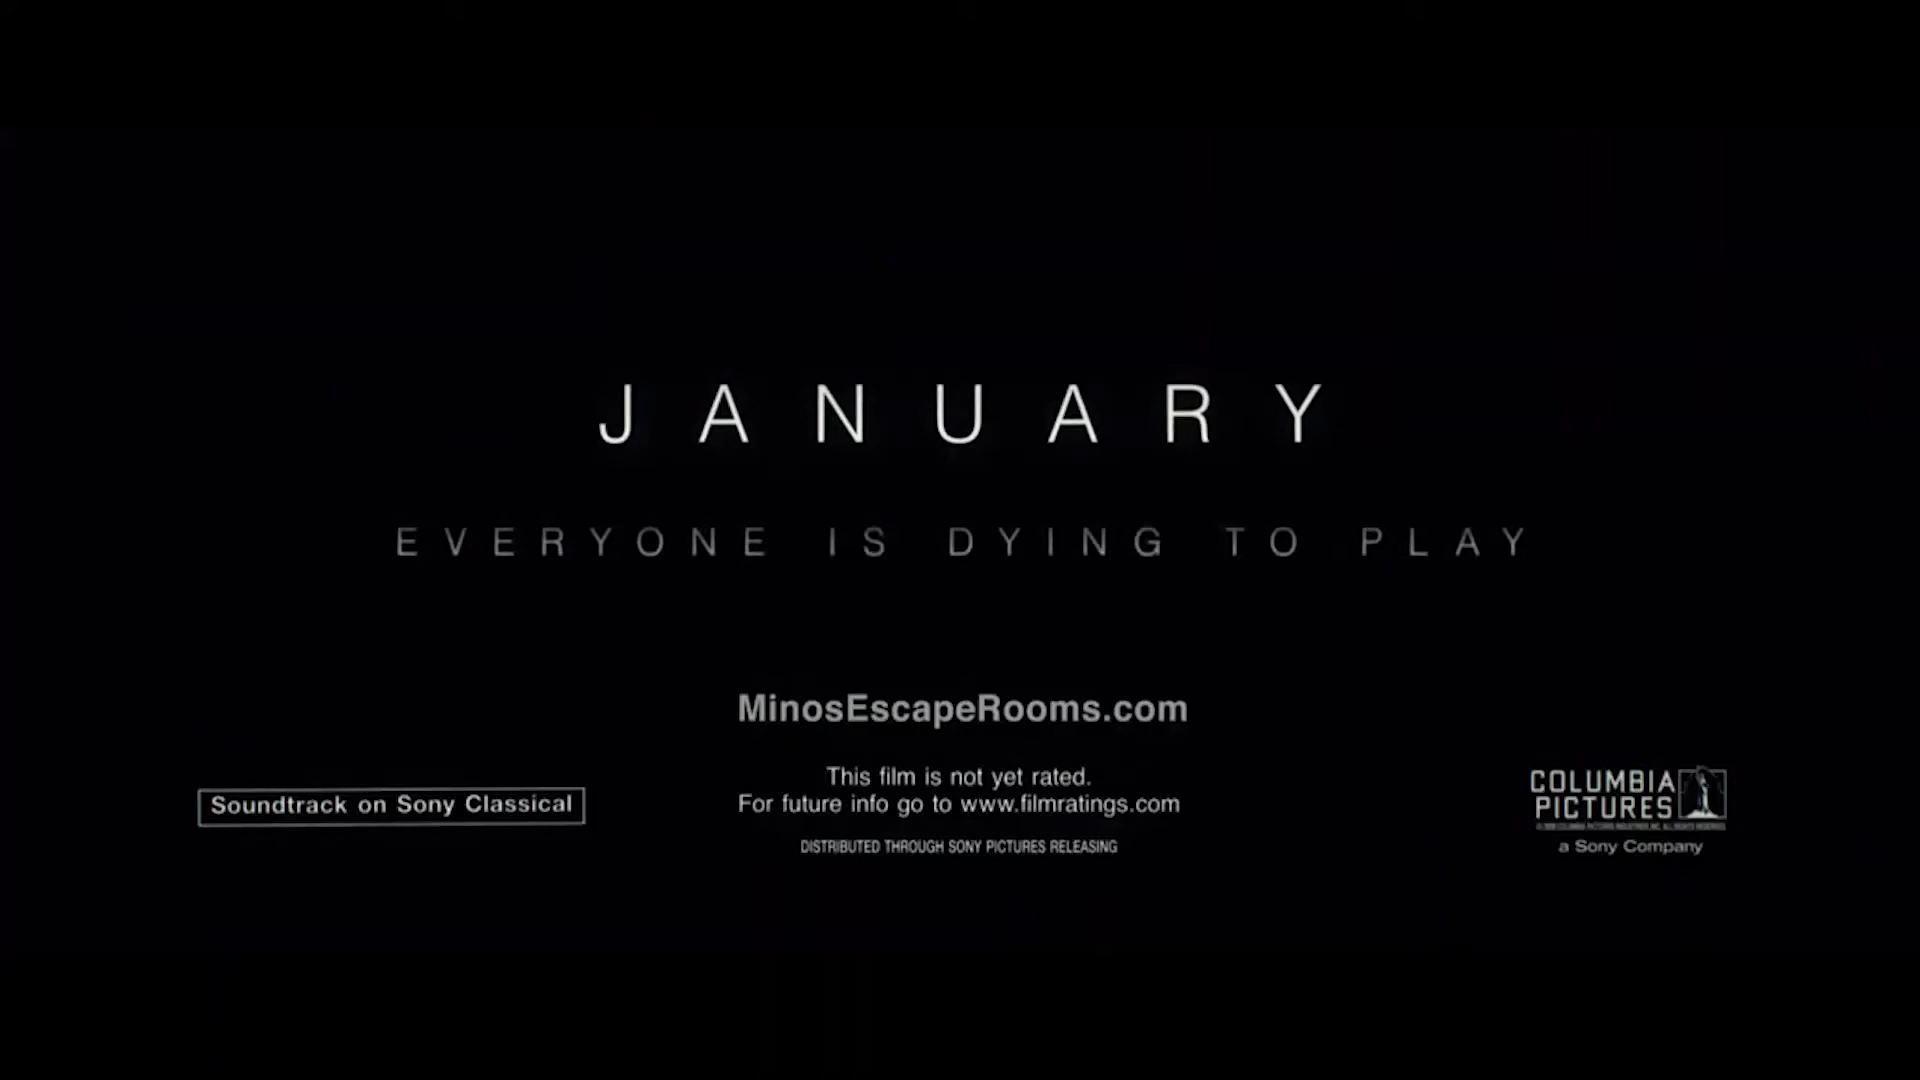 JANUARY
EVERYONE IS DYING TO PLAY
MinosEscapeRooms.com
This film is not yet rated.
For future info go to www.filmratings.com
DISTRIBUTED THROUGH SONY PICTURES RELEASING
Soundtrack on Sony Classical
COLUMBIA
PICTURES
a Sony Company